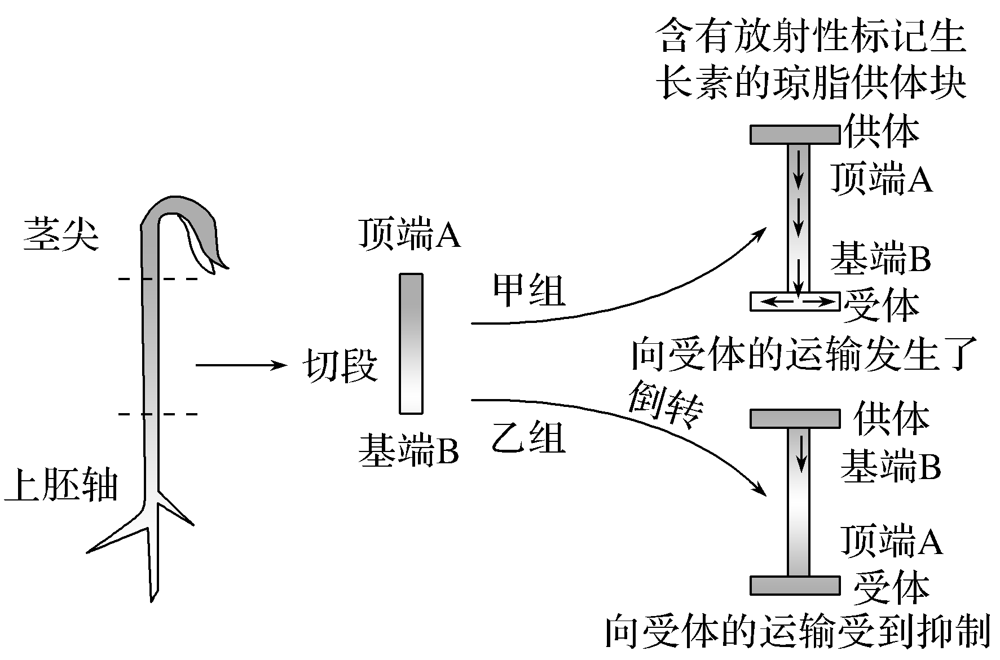 含有放射性标记生
长素的琼脂供体块
供体
顶端A
基端B
受体
向受体的运输发生了
茎尖
上胚轴
切段
顶端A
基端B
甲组
乙组
倒转
供体
基端B
顶端A
受体
向受体的运输受到抑制